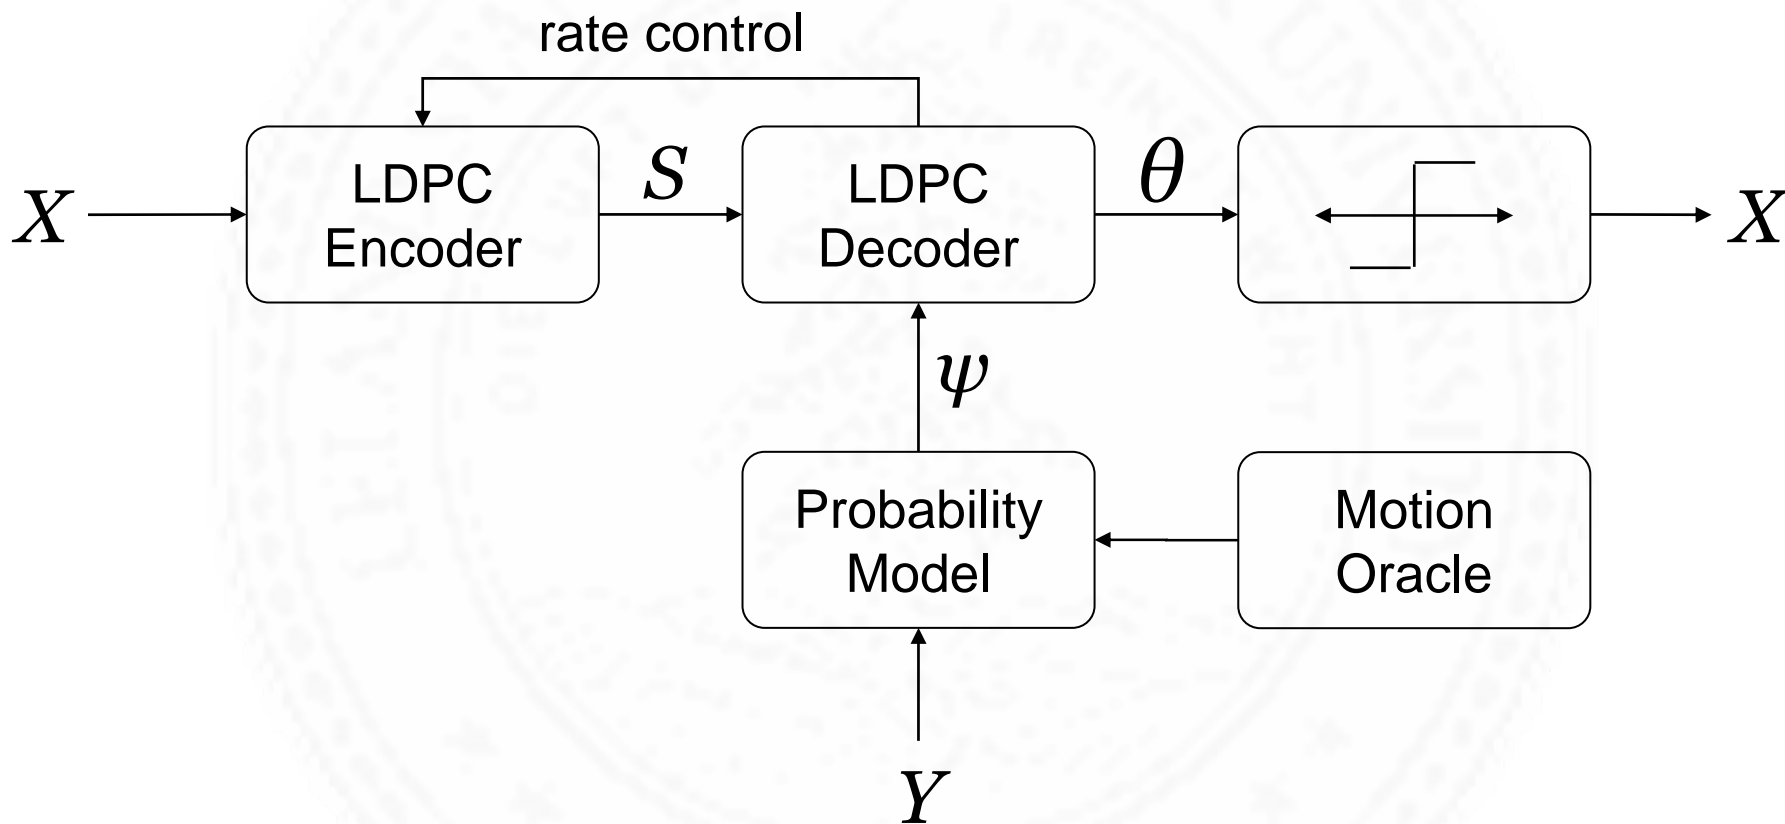 rate control
X
LDPC
Encoder
S
LDPC
Decoder
θ
X
ψ
Probability
Model
Motion
Oracle
Y